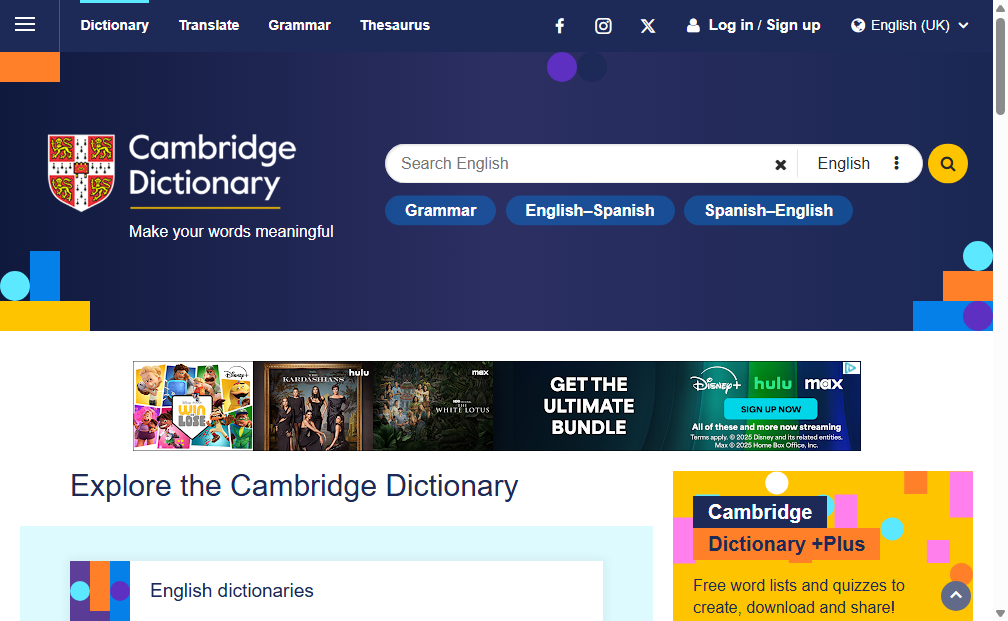 Dictionary Translate Grammar Thesaurus Log in / Sign up English (UK)
Cambridge
Dictionary
Make your words meaningful
Search English English
Grammar English–Spanish Spanish–English
Disney+
WIN OR LOSE
hulu
THE KARDASHIANS
max
THE WHITE LOTUS
GET THE
ULTIMATE
BUNDLE
Disney+ hulu max
SIGN UP NOW
All of these and more now streaming
Terms apply. © 2025 Disney and its related entities.
Max © 2025 Home Box Office, Inc.
Explore the Cambridge Dictionary
English dictionaries
Cambridge
Dictionary +Plus
Free word lists and quizzes to
create, download and share!